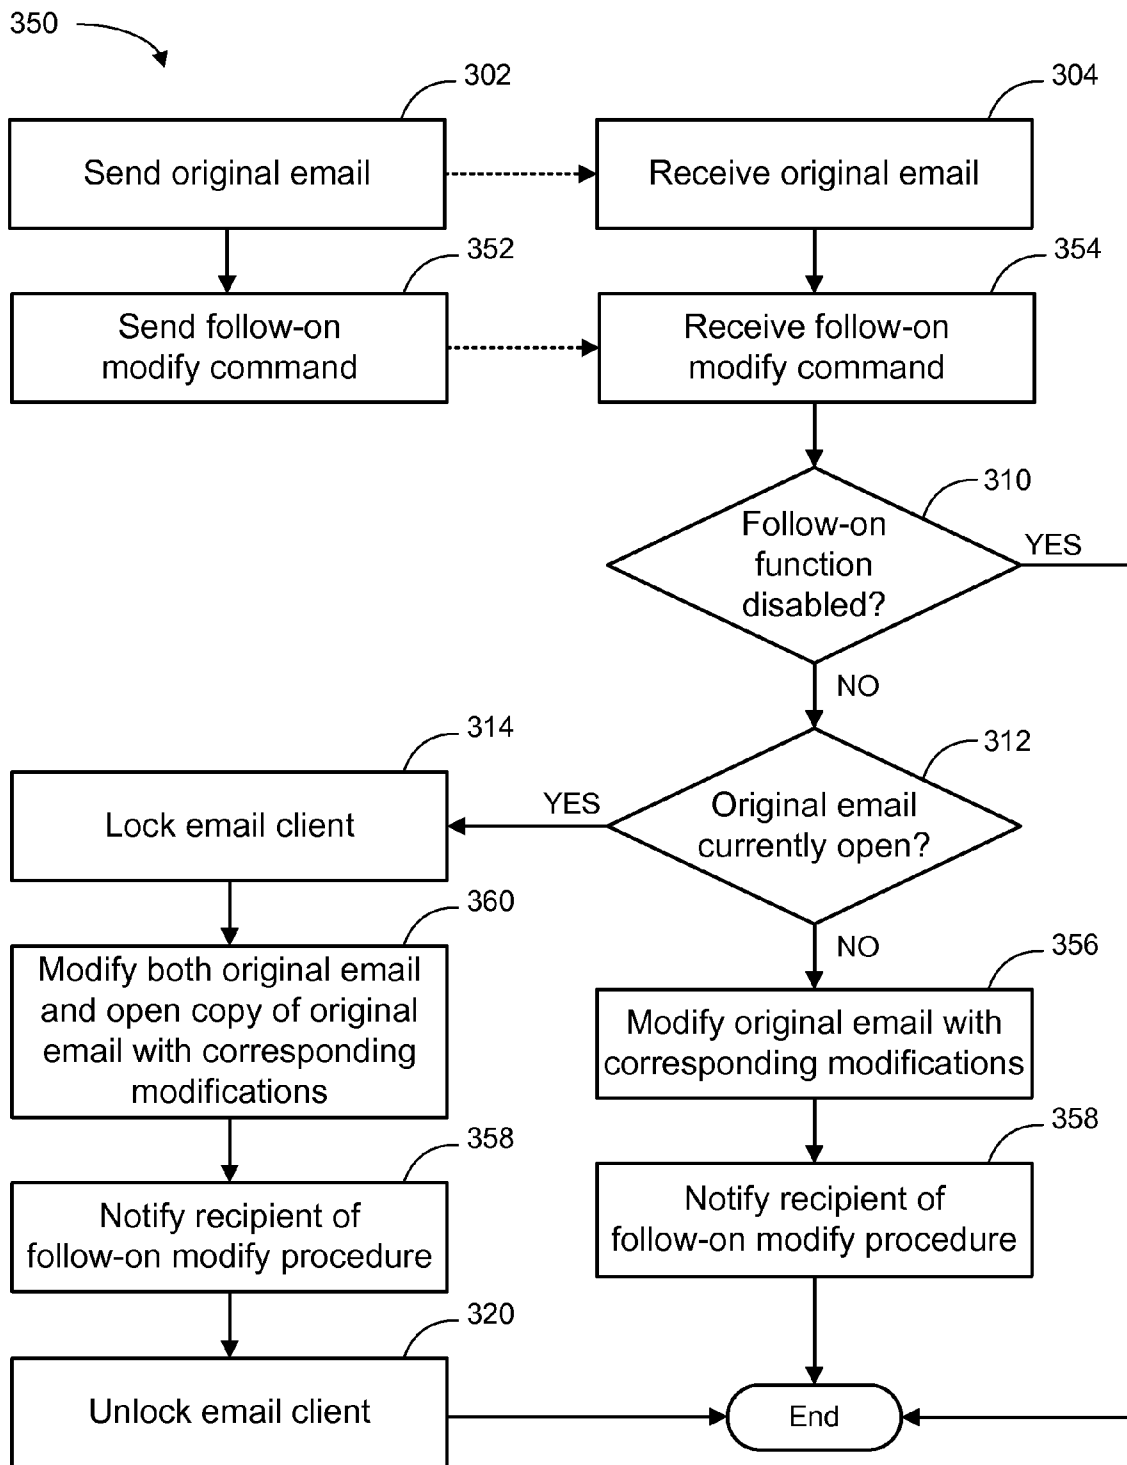 350
302
304
Send original email
Receive original email
352
354
Send follow-on
modify command
Receive follow-on
modify command
310
Follow-on
function
disabled?
YES
NO
314
312
Lock email client
YES
Original email
currently open?
360
NO
356
Modify both original email
and open copy of original
email with corresponding
modifications
Modify original email with
corresponding modifications
358
358
Notify recipient of
follow-on modify procedure
Notify recipient of
follow-on modify procedure
320
Unlock email client
End